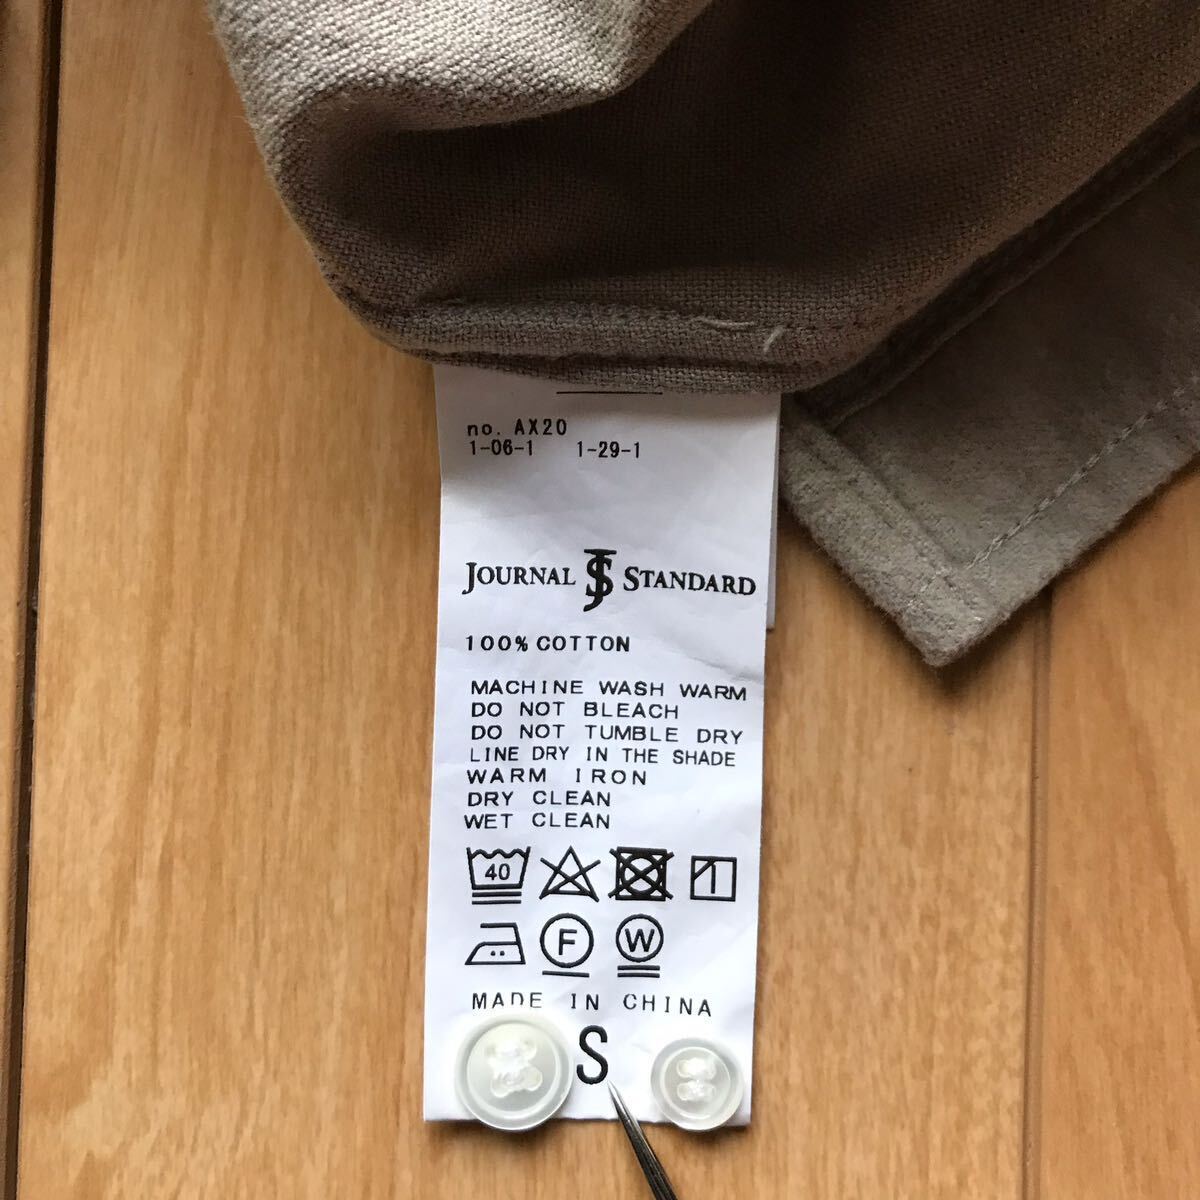 no. AX20
1-06-1 1-29-1
JOURNAL JS STANDARD
100% COTTON
MACHINE WASH WARM
DO NOT BLEACH
DO NOT TUMBLE DRY
LINE DRY IN THE SHADE
WARM IRON
DRY CLEAN
WET CLEAN
40
F W
MADE IN CHINA
S